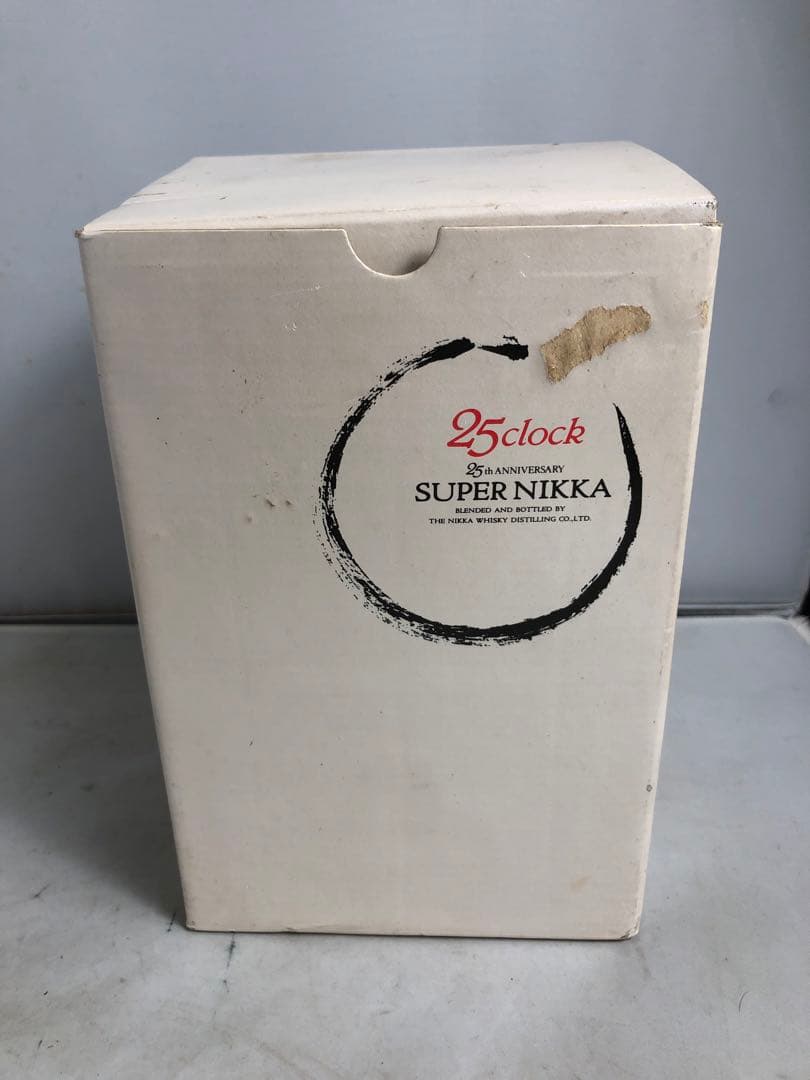 25clock
25th ANNIVERSARY
SUPER NIKKA
BLENDED AND BOTTLED BY
THE NIKKA WHISKY DISTILLING CO.,LTD.